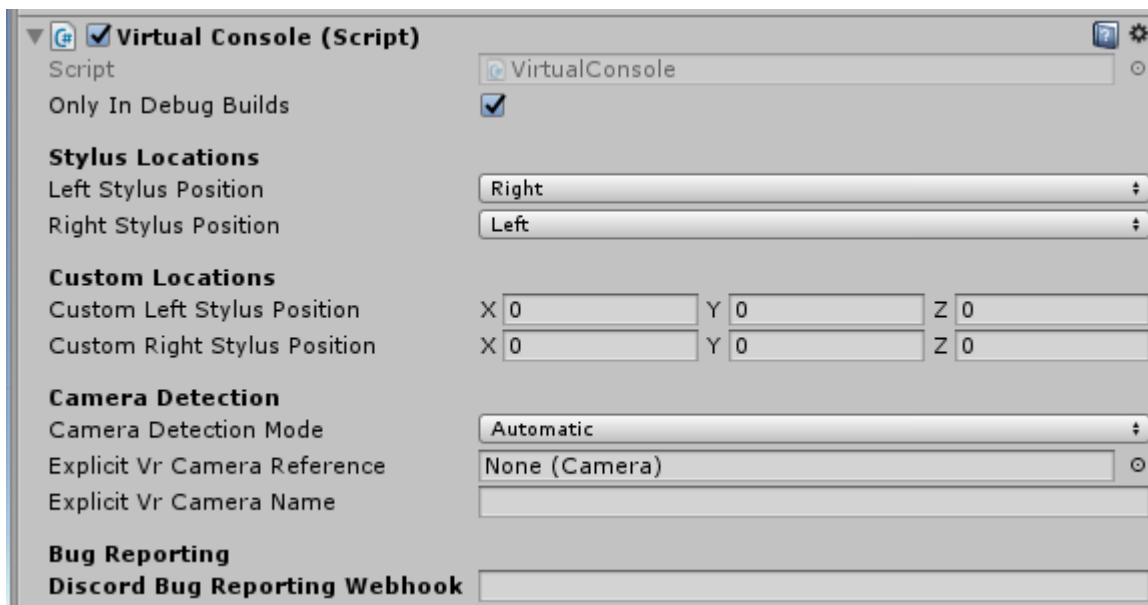 Virtual Console (Script)
Script VirtualConsole
Only In Debug Builds
Stylus Locations
Left Stylus Position Right
Right Stylus Position Left
Custom Locations
Custom Left Stylus Position X 0 Y 0 Z 0
Custom Right Stylus Position X 0 Y 0 Z 0
Camera Detection
Camera Detection Mode Automatic
Explicit Vr Camera Reference None (Camera)
Explicit Vr Camera Name
Bug Reporting
Discord Bug Reporting Webhook